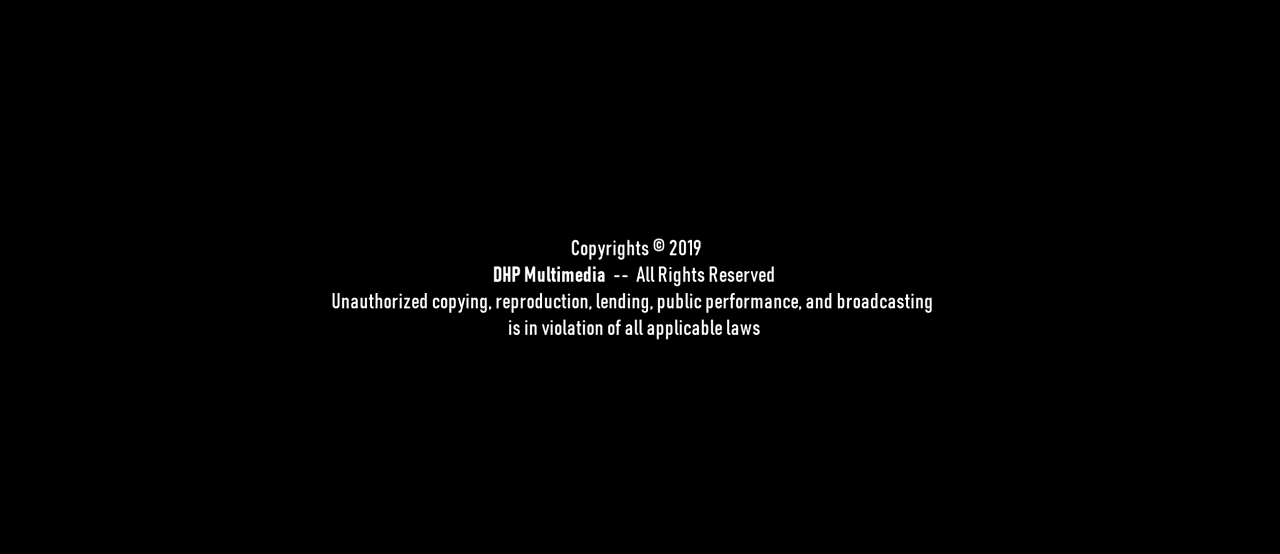 Copyrights © 2019
DHP Multimedia -- All Rights Reserved
Unauthorized copying, reproduction, lending, public performance, and broadcasting
is in violation of all applicable laws